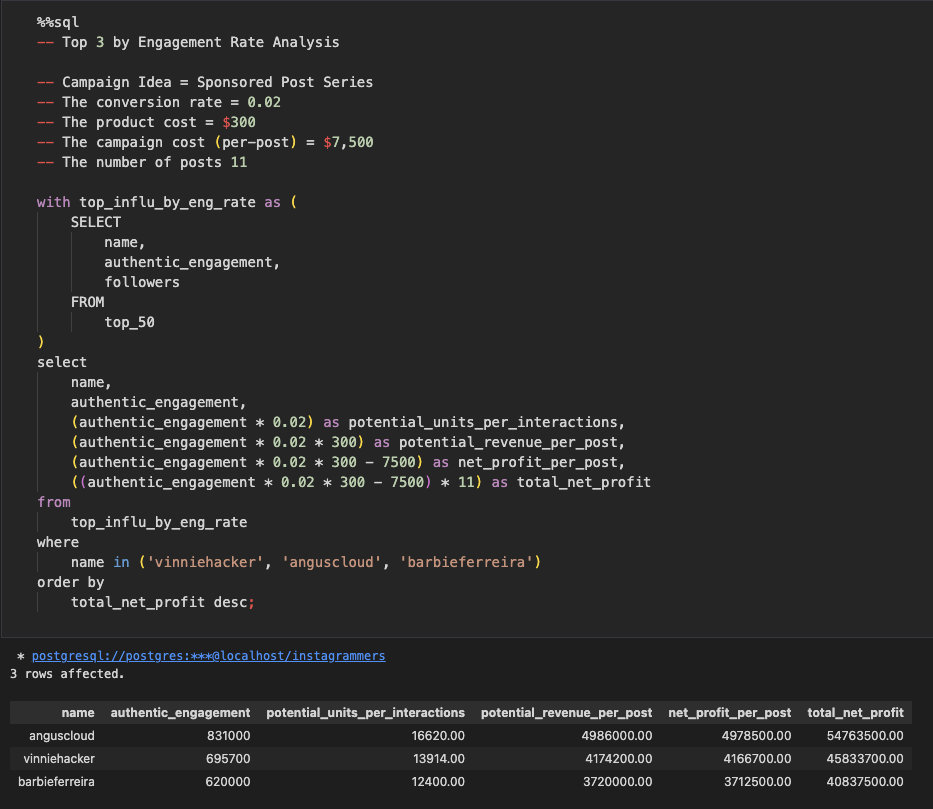 %%sql
-- Top 3 by Engagement Rate Analysis
-- Campaign Idea = Sponsored Post Series
-- The conversion rate = 0.02
-- The product cost = $300
-- The campaign cost (per-post) = $7,500
-- The number of posts 11
with top_influ_by_eng_rate as (
SELECT
name,
authentic_engagement,
followers
FROM
top_50
)
select
name,
authentic_engagement,
(authentic_engagement * 0.02) as potential_units_per_interactions,
(authentic_engagement * 0.02 * 300) as potential_revenue_per_post,
(authentic_engagement * 0.02 * 300 - 7500) as net_profit_per_post,
((authentic_engagement * 0.02 * 300 - 7500) * 11) as total_net_profit
from
top_influ_by_eng_rate
where
name in ('vinniehacker', 'anguscloud', 'barbieferreira')
order by
total_net_profit desc;
* postgresql://postgres:***@localhost/instagrammers
3 rows affected.
name authentic_engagement potential_units_per_interactions potential_revenue_per_post net_profit_per_post total_net_profit
anguscloud 831000 16620.00 4986000.00 4978500.00 54763500.00
vinniehacker 695700 13914.00 4174200.00 4166700.00 45833700.00
barbieferreira 620000 12400.00 3720000.00 3712500.00 40837500.00